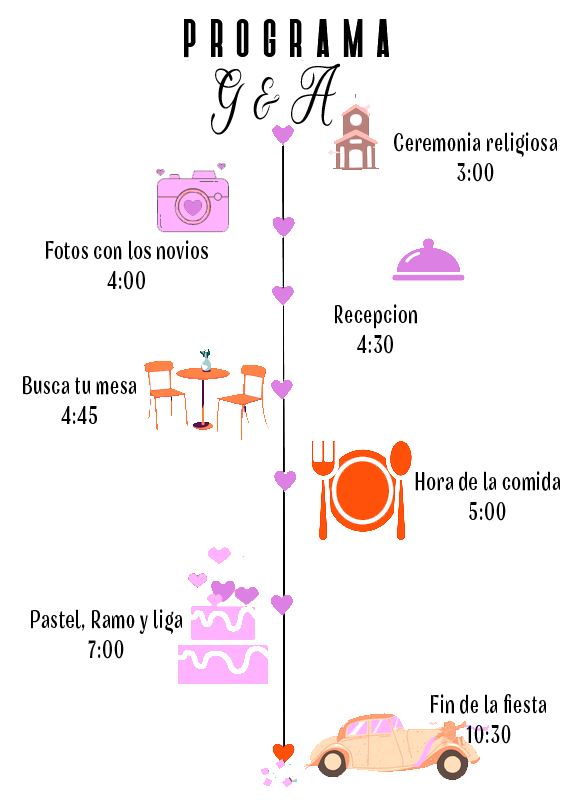 PROGRAMA
G & A
Ceremonia religiosa
3:00
Fotos con los novios
4:00
Recepcion
4:30
Busca tu mesa
4:45
Hora de la comida
5:00
Pastel, Ramo y liga
7:00
Fin de la fiesta
10:30